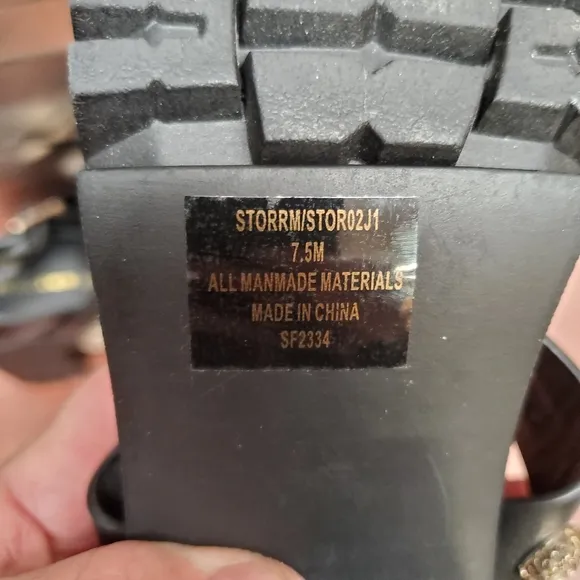 STORRM/STOR02J1
7.5M
ALL MANMADE MATERIALS
MADE IN CHINA
SF2334